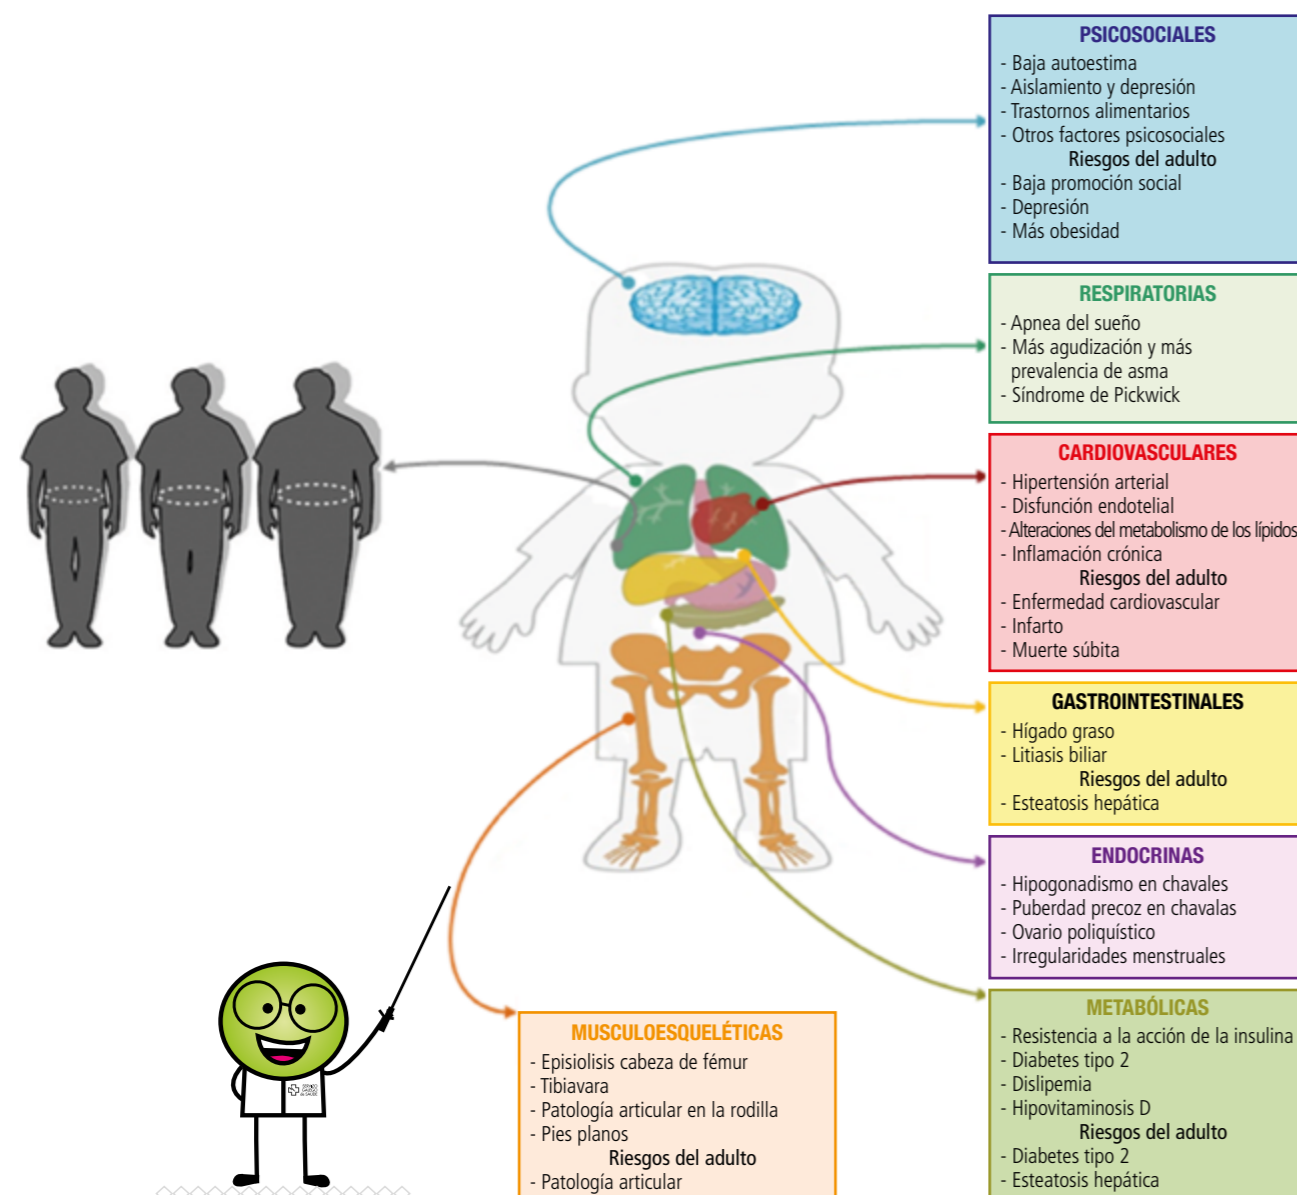 PSICOSOCIALES
- Baja autoestima
- Aislamiento y depresión
- Trastornos alimentarios
- Otros factores psicosociales
Riesgos del adulto
- Baja promoción social
- Depresión
- Más obesidad
RESPIRATORIAS
- Apnea del sueño
- Más agudización y más
prevalencia de asma
- Síndrome de Pickwick
CARDIOVASCULARES
- Hipertensión arterial
- Disfunción endotelial
- Alteraciones del metabolismo de los lípidos
- Inflamación crónica
Riesgos del adulto
- Enfermedad cardiovascular
- Infarto
- Muerte súbita
GASTROINTESTINALES
- Hígado graso
- Litiasis biliar
Riesgos del adulto
- Esteatosis hepática
ENDOCRINAS
- Hipogonadismo en chavales
- Puberdad precoz en chavalas
- Ovario poliquístico
- Irregularidades menstruales
METABÓLICAS
- Resistencia a la acción de la insulina
- Diabetes tipo 2
- Dislipemia
- Hipovitaminosis D
Riesgos del adulto
- Diabetes tipo 2
- Esteatosis hepática
MUSCULOESQUELÉTICAS
- Episiolisis cabeza de fémur
- Tibiavara
- Patología articular en la rodilla
- Pies planos
Riesgos del adulto
- Patología articular
SERVIZO
GALEGO
de SAÚDE